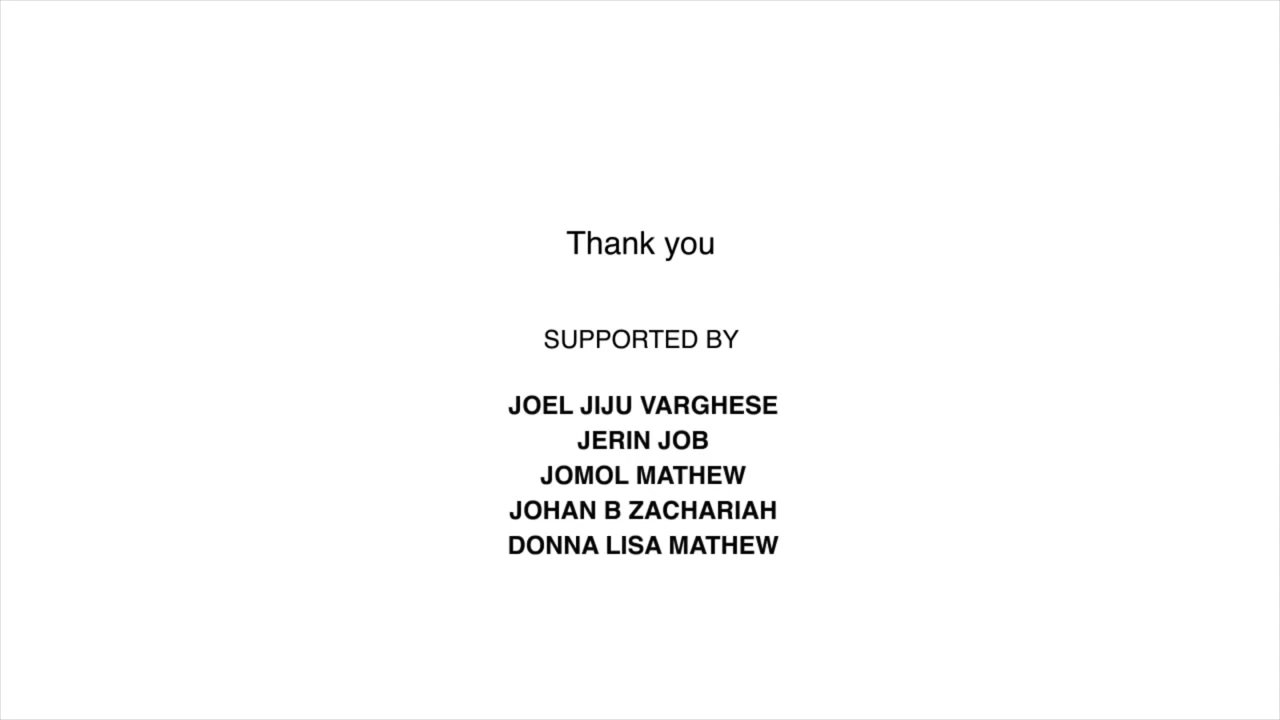 Thank you
SUPPORTED BY
JOEL JIJU VARGHESE
JERIN JOB
JOMOL MATHEW
JOHAN B ZACHARIAH
DONNA LISA MATHEW